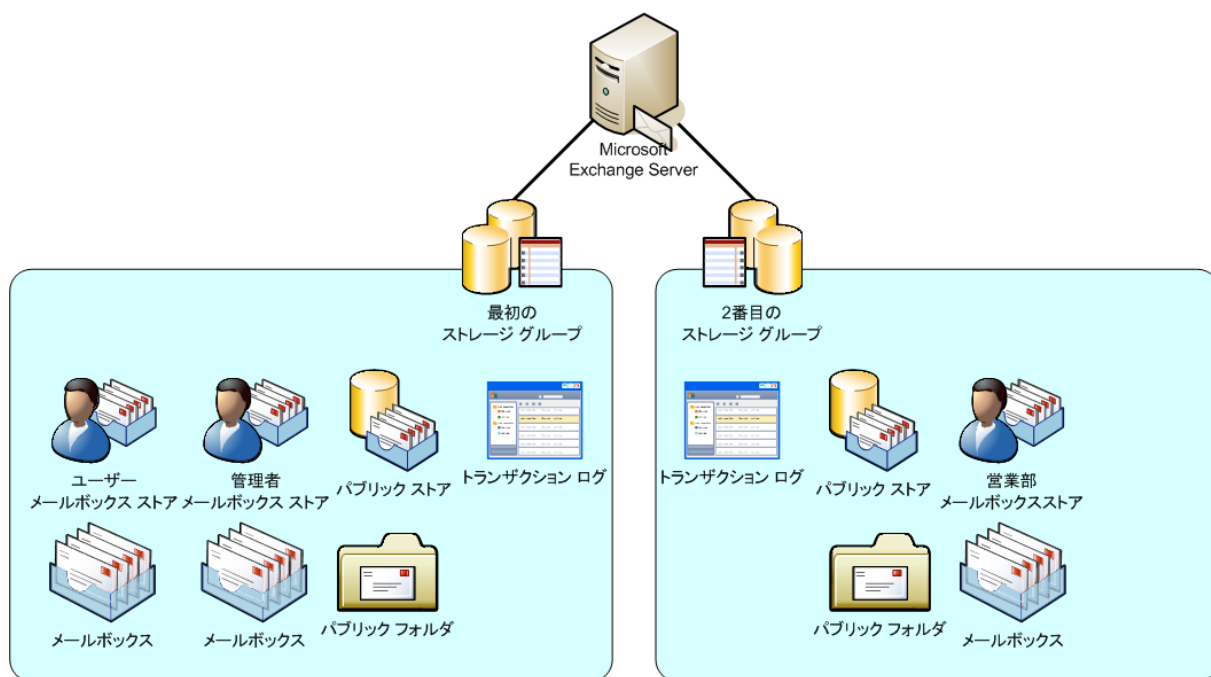 Microsoft
Exchange Server
最初の
ストレージ グループ
2番目の
ストレージ グループ
ユーザー
メールボックス ストア
管理者
メールボックス ストア
パブリック ストア
トランザクション ログ
トランザクション ログ
パブリック ストア
営業部
メールボックスストア
メールボックス
メールボックス
パブリック フォルダ
パブリック フォルダ
メールボックス